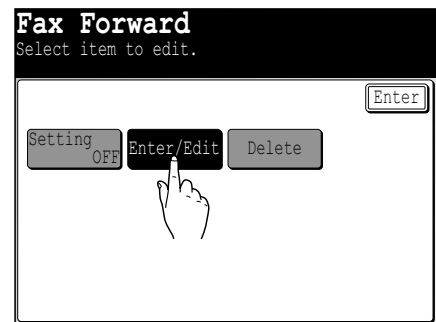 Fax Forward
Select item to edit.
Enter
Setting
OFF
Enter/Edit
Delete